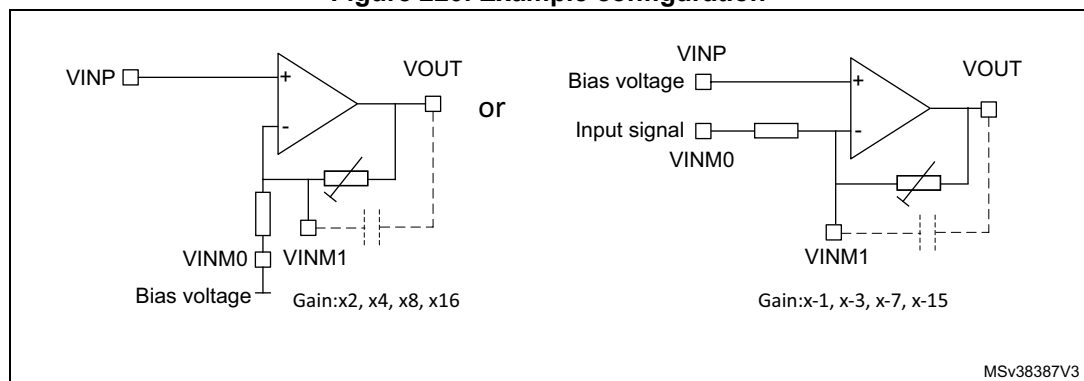 VINP
+
-
VOUT
VINM0
VINM1
Bias voltage
Gain:x2, x4, x8, x16
or
VINP
Bias voltage
Input signal
VINM0
+
-
VOUT
VINM1
Gain:x-1, x-3, x-7, x-15
MSv38387V3